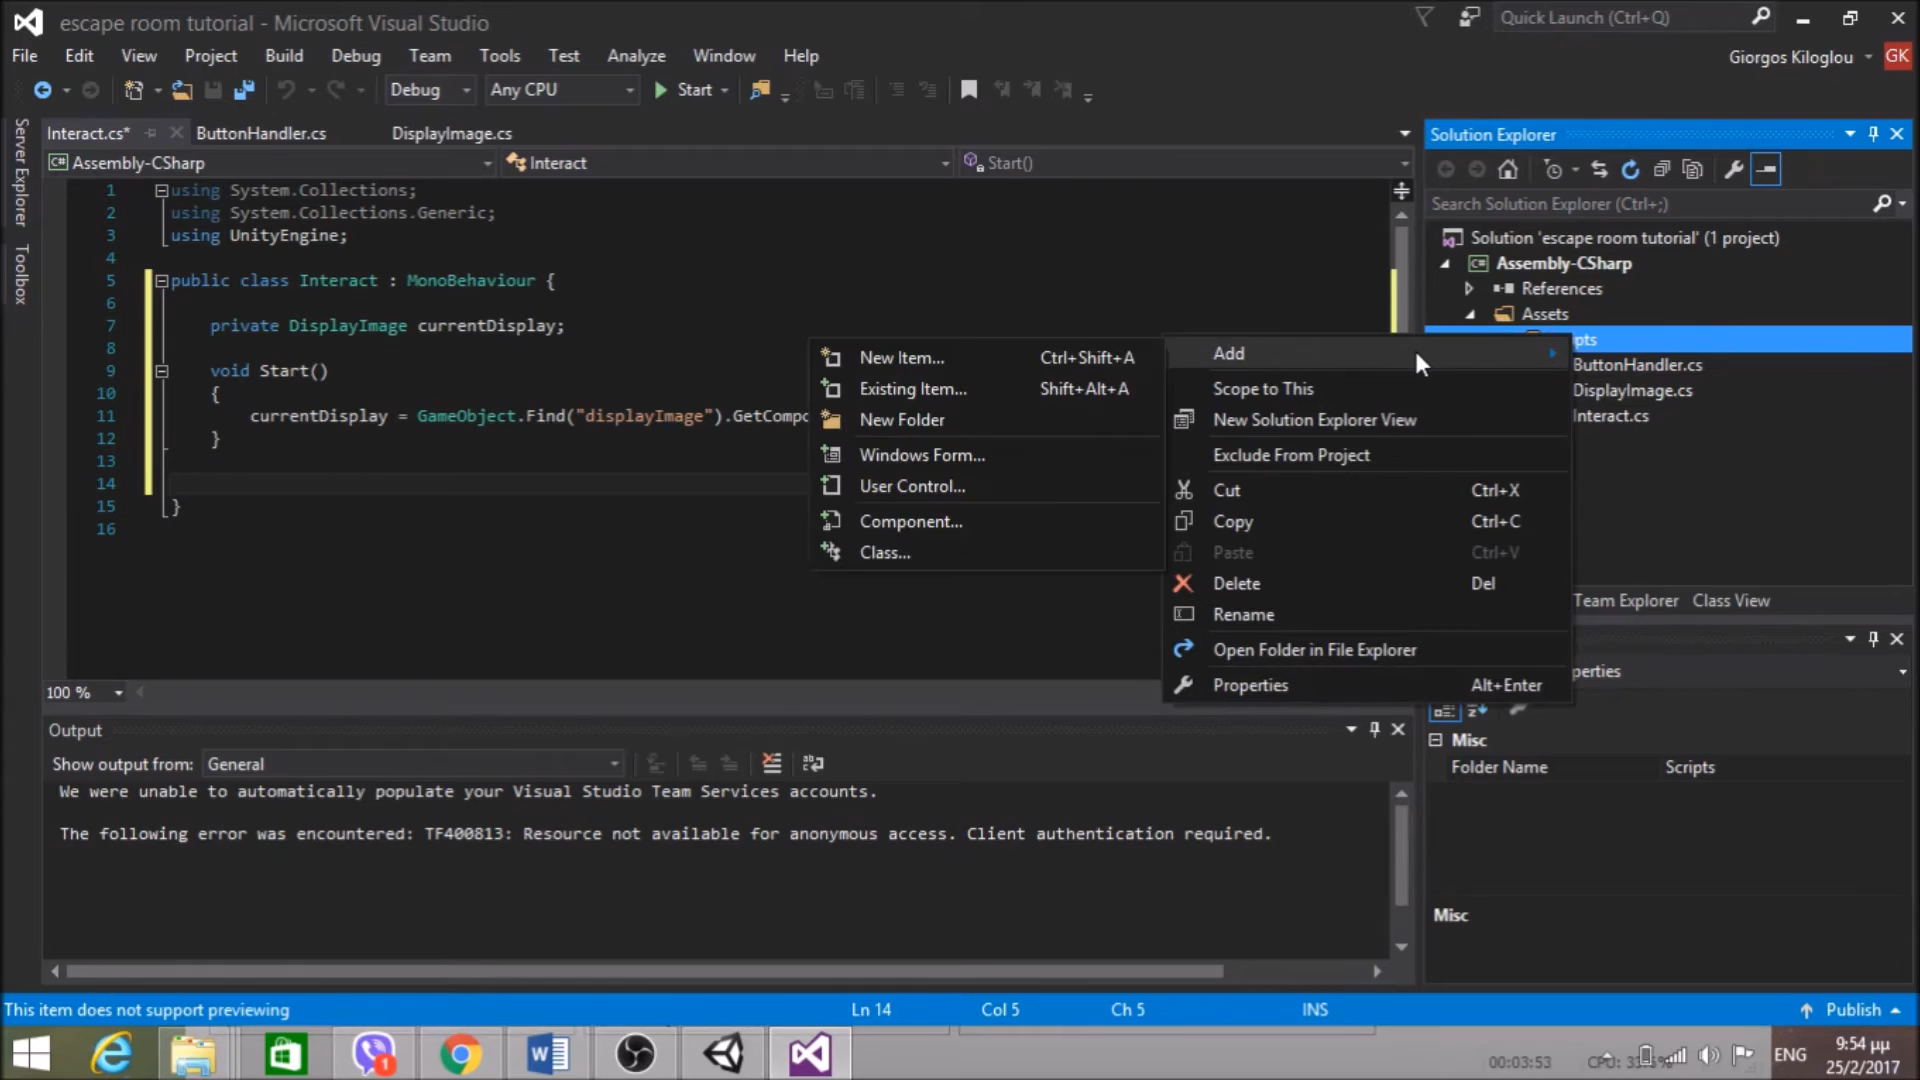 escape room tutorial - Microsoft Visual Studio
Quick Launch (Ctrl+Q)
File Edit View Project Build Debug Team Tools Test Analyze Window Help
Giorgos Kiloglou GK
Debug Any CPU Start
Server Explorer
Toolbox
Interact.cs* ButtonHandler.cs DisplayImage.cs
Assembly-CSharp Interact Start()
1 using System.Collections;
2 using System.Collections.Generic;
3 using UnityEngine;
4
5 public class Interact : MonoBehaviour {
6
7 private DisplayImage currentDisplay;
8
9 void Start()
10 {
11 currentDisplay = GameObject.Find("displayImage").GetCompo
12 }
13
14
15 }
16
New Item... Ctrl+Shift+A
Existing Item... Shift+Alt+A
New Folder
Windows Form...
User Control...
Component...
Class...
Add
Scope to This
New Solution Explorer View
Exclude From Project
Cut Ctrl+X
Copy Ctrl+C
Paste Ctrl+V
Delete Del
Rename
Open Folder in File Explorer
Properties Alt+Enter
Solution Explorer
Search Solution Explorer (Ctrl+;)
Solution 'escape room tutorial' (1 project)
Assembly-CSharp
References
Assets
pts
ButtonHandler.cs
DisplayImage.cs
Interact.cs
Team Explorer Class View
perties
Misc
Folder Name Scripts
Misc
100 %
Output
Show output from: General
We were unable to automatically populate your Visual Studio Team Services accounts.
The following error was encountered: TF400813: Resource not available for anonymous access. Client authentication required.
This item does not support previewing Ln 14 Col 5 Ch 5 INS Publish
1
00:03:53
CPU: 33
ENG
9:54 μμ
25/2/2017